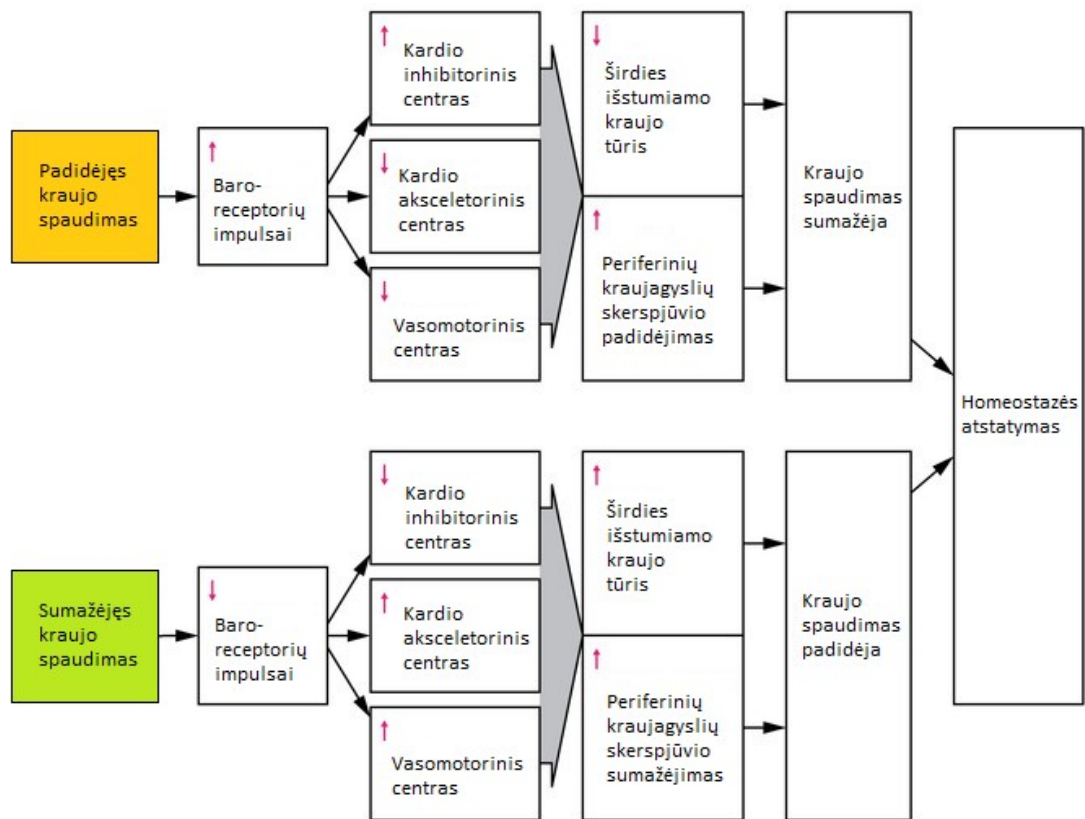 Padidėjęs
kraujo
spaudimas
↑
Baro-
receptorių
impulsai
↑
Kardio
inhibitorinis
centras
↓
Kardio
aksceletorinis
centras
↓
Vasomotorinis
centras
↓
Širdies
išstumiamo
kraujo
tūris
↑
Periferinių
kraujagyslių
skerspjūvio
padidėjimas
Kraujo
spaudimas
sumažėja
Homeostazės
atstatymas
Sumažėjęs
kraujo
spaudimas
↓
Baro-
receptorių
impulsai
↓
Kardio
inhibitorinis
centras
↑
Kardio
aksceletorinis
centras
↑
Vasomotorinis
centras
↑
Širdies
išstumiamo
kraujo
tūris
↑
Periferinių
kraujagyslių
skerspjūvio
sumažėjimas
Kraujo
spaudimas
padidėja